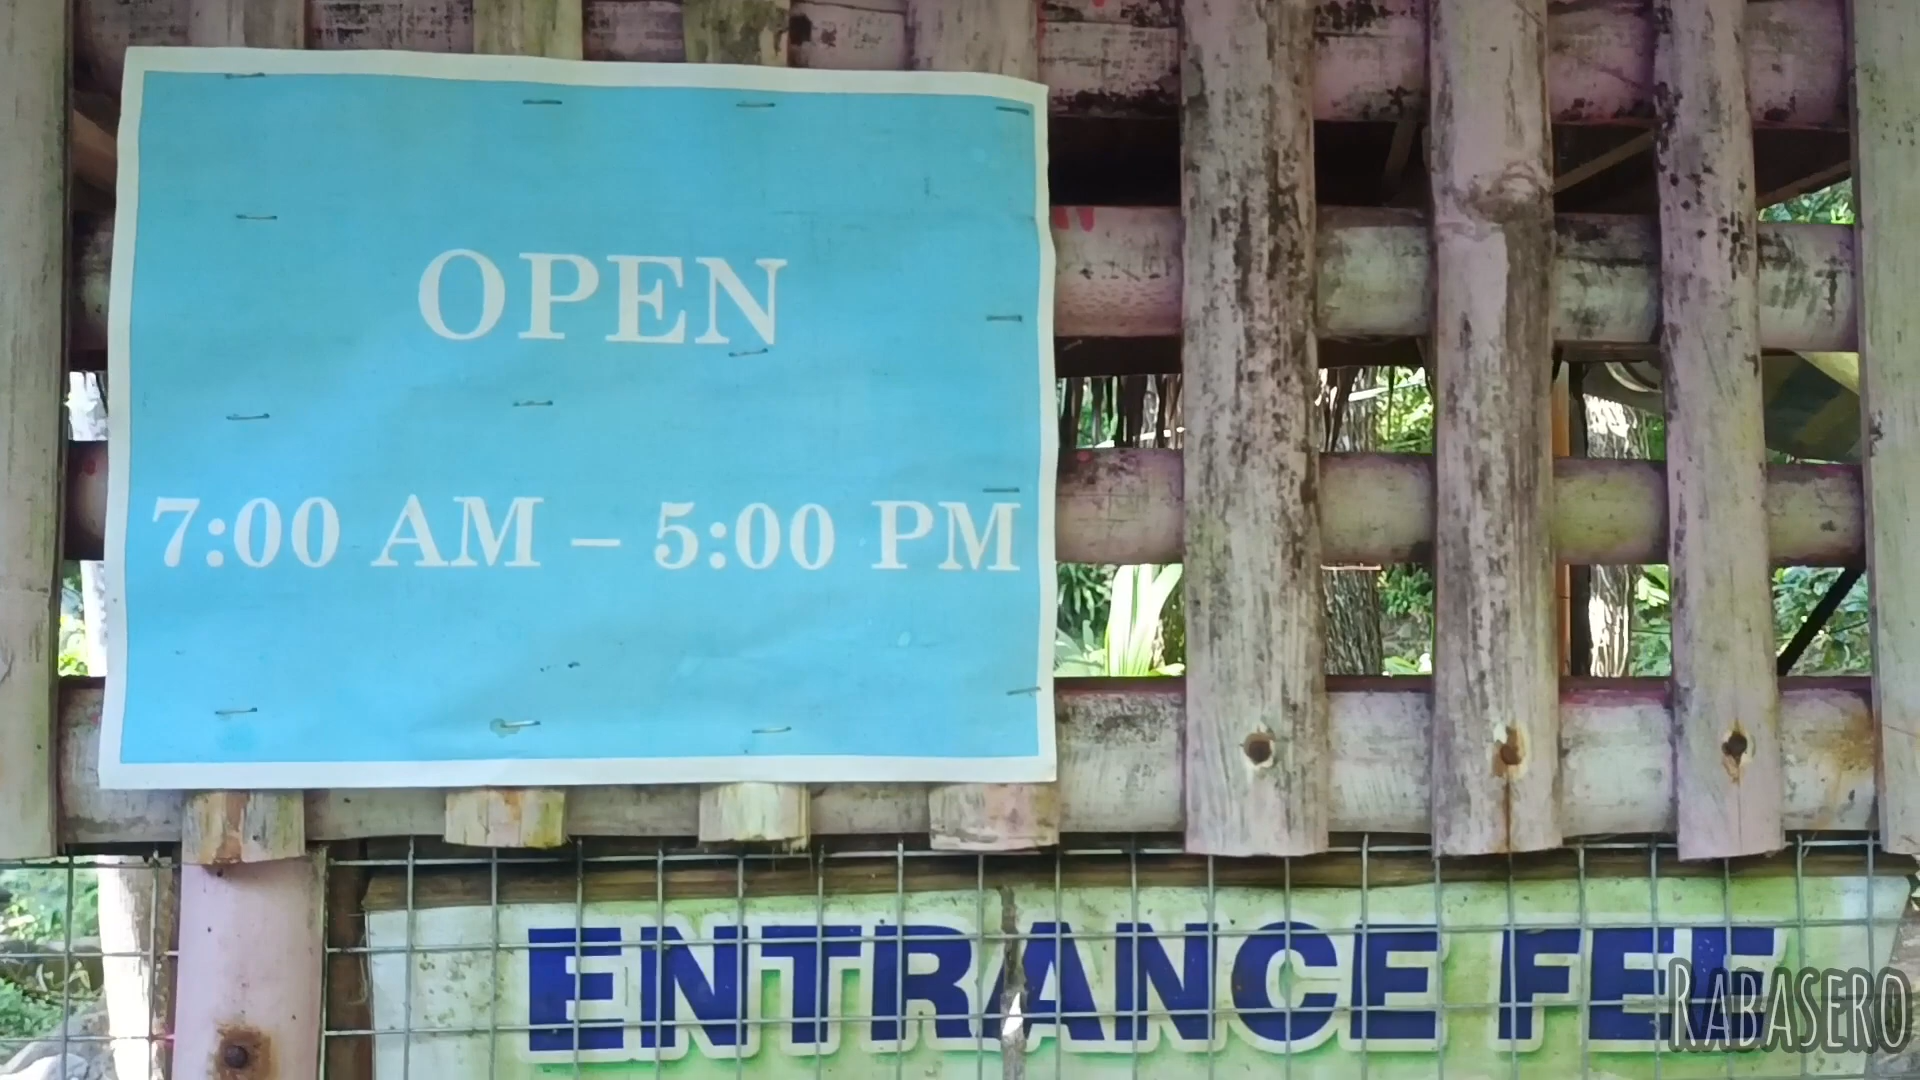 OPEN
7:00 AM – 5:00 PM
ENTRANCE FEE
RABASERO